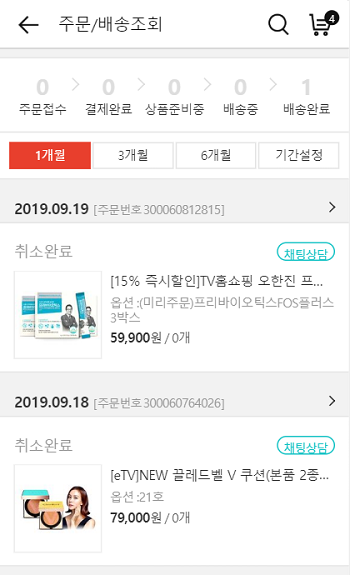 주문/배송조회
4
0 0 0 0 1
주문접수 결제완료 상품준비중 배송중 배송완료
1개월 3개월 6개월 기간설정
2019.09.19 [주문번호 300060812815]
취소완료 채팅상담
[15% 즉시할인]TV홈쇼핑 오한진 프...
옵션 :(미리주문)프리바이오틱스FOS플러스
3박스
59,900원 / 0개
2019.09.18 [주문번호 300060764026]
취소완료 채팅상담
[eTV]NEW 끌레드벨 V 쿠션(본품 2종...
옵션 :21호
79,000원 / 0개